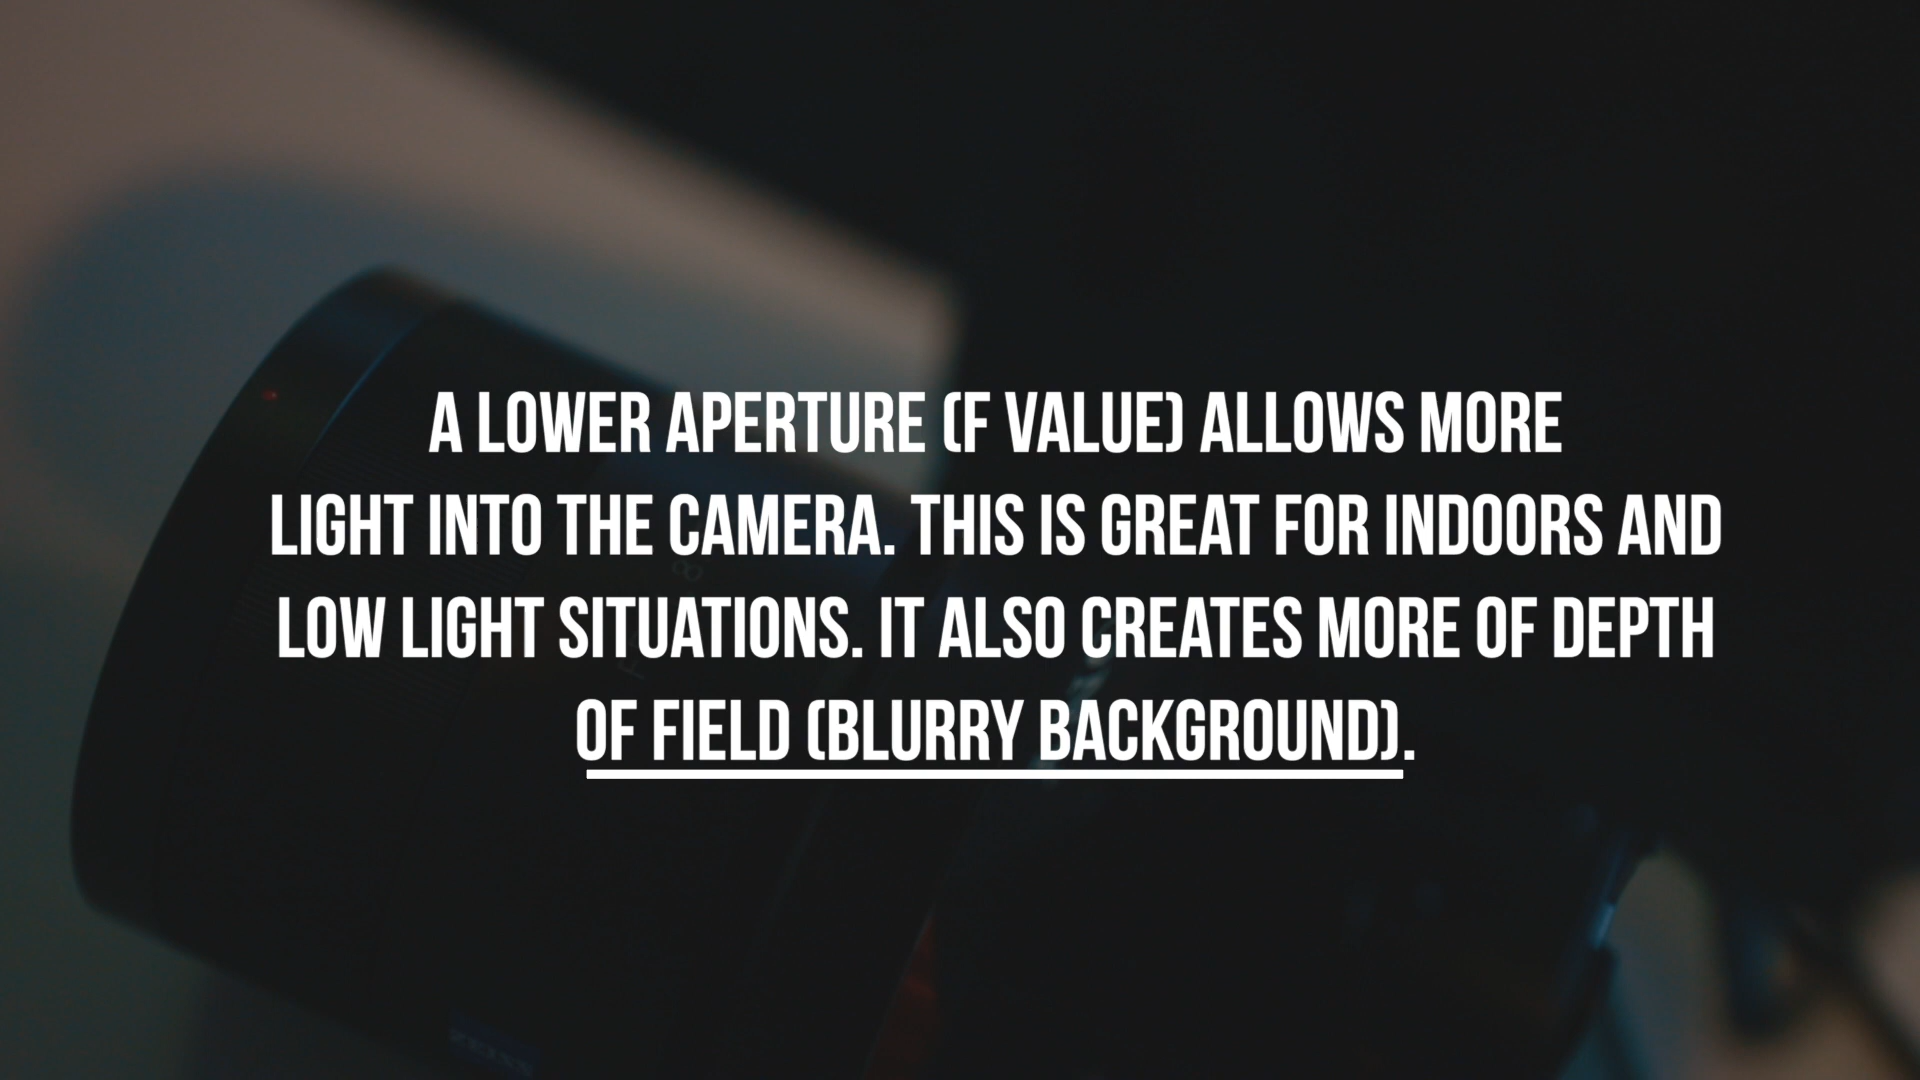 A LOWER APERTURE (F VALUE) ALLOWS MORE
LIGHT INTO THE CAMERA. THIS IS GREAT FOR INDOORS AND
LOW LIGHT SITUATIONS. IT ALSO CREATES MORE OF DEPTH
OF FIELD (BLURRY BACKGROUND).